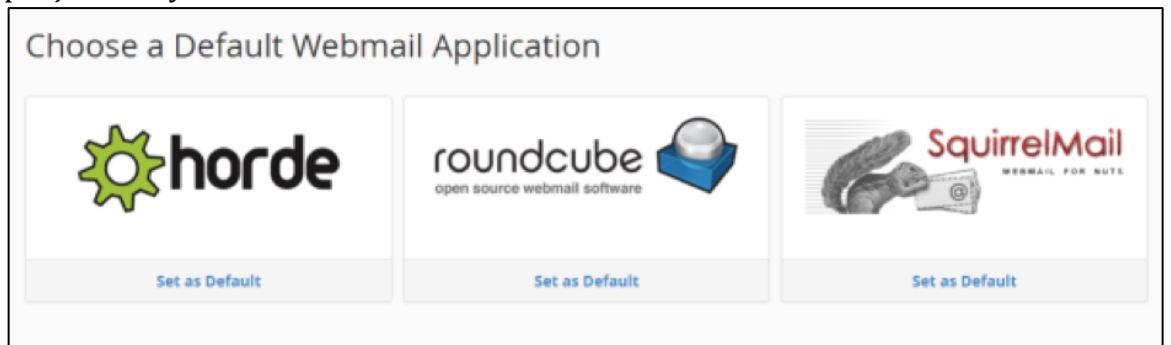 Choose a Default Webmail Application
horde
roundcube
open source webmail software
SquirrelMail
WEBMAIL FOR NUTS
@
Set as Default
Set as Default
Set as Default